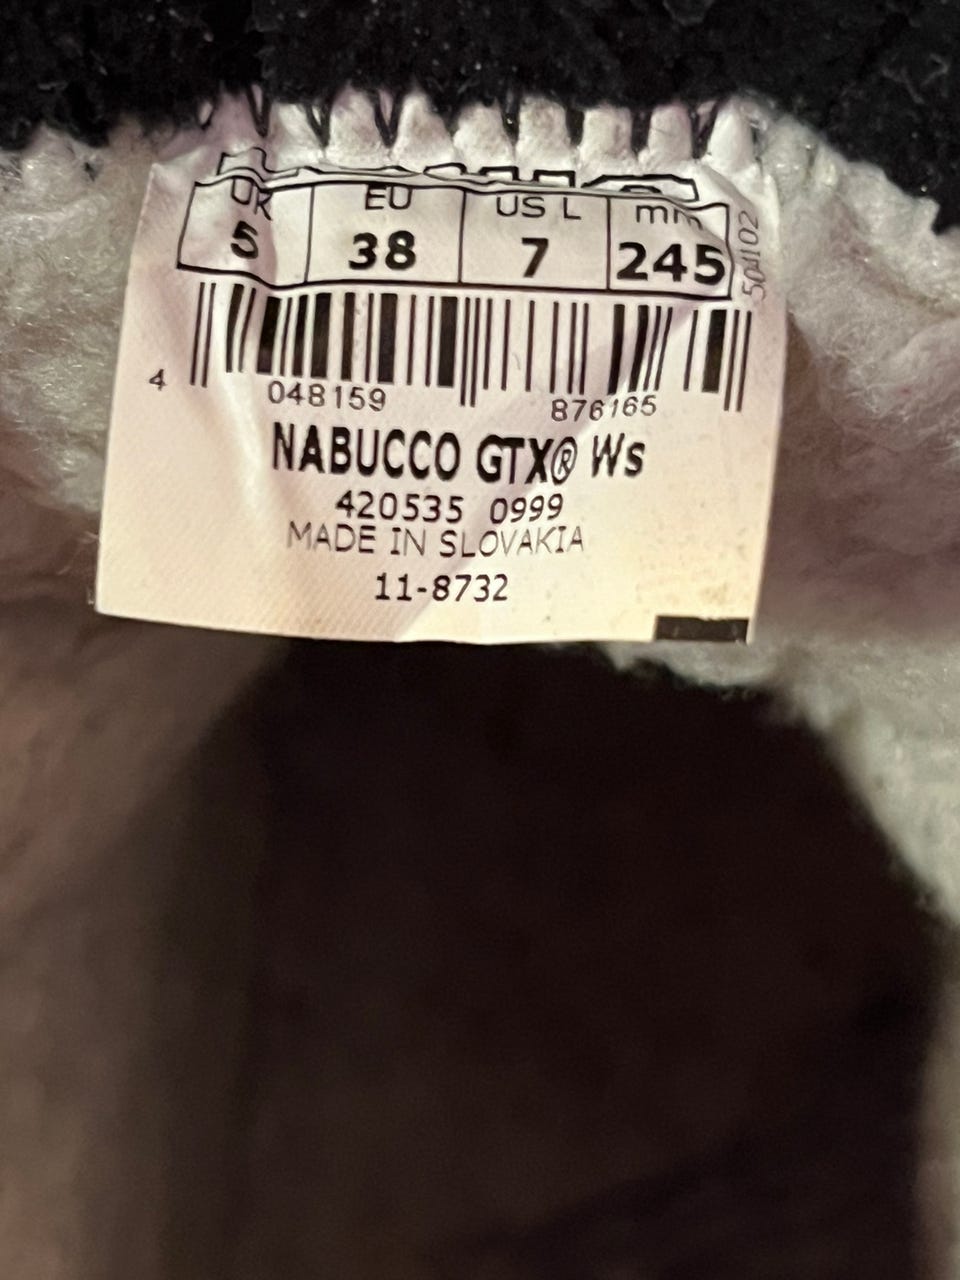 UK EU US L mm
5 38 7 245
504102
4 048159 876165
NABUCCO GTX® Ws
420535 0999
MADE IN SLOVAKIA
11-8732